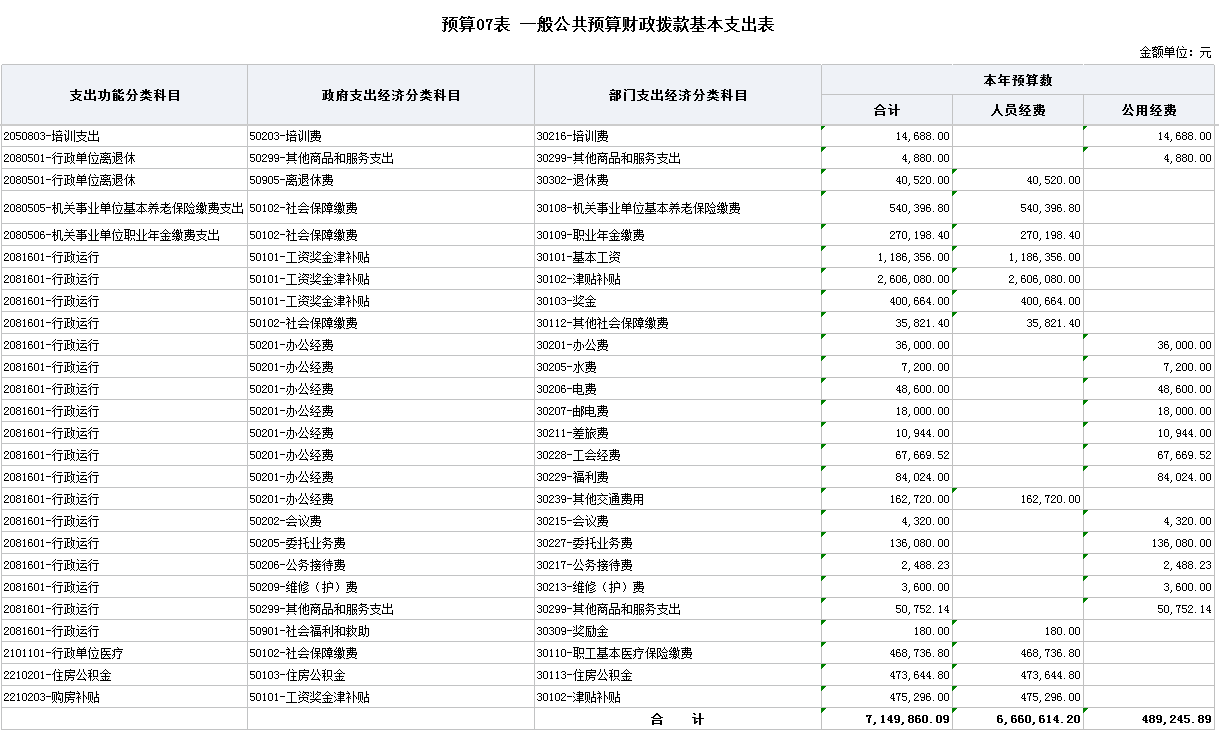 预算07表 一般公共预算财政拨款基本支出表
金额单位：元
支出功能分类科目 政府支出经济分类科目 部门支出经济分类科目 本年预算数
合计 人员经费 公用经费
2050803-培训支出 50203-培训费 30216-培训费 14,688.00 14,688.00
2080501-行政单位离退休 50299-其他商品和服务支出 30299-其他商品和服务支出 4,880.00 4,880.00
2080501-行政单位离退休 50905-离退休费 30302-退休费 40,520.00 40,520.00
2080505-机关事业单位基本养老保险缴费支出 50102-社会保障缴费 30108-机关事业单位基本养老保险缴费 540,396.80 540,396.80
2080506-机关事业单位职业年金缴费支出 50102-社会保障缴费 30109-职业年金缴费 270,198.40 270,198.40
2081601-行政运行 50101-工资奖金津补贴 30101-基本工资 1,186,356.00 1,186,356.00
2081601-行政运行 50101-工资奖金津补贴 30102-津贴补贴 2,606,080.00 2,606,080.00
2081601-行政运行 50101-工资奖金津补贴 30103-奖金 400,664.00 400,664.00
2081601-行政运行 50102-社会保障缴费 30112-其他社会保障缴费 35,821.40 35,821.40
2081601-行政运行 50201-办公经费 30201-办公费 36,000.00 36,000.00
2081601-行政运行 50201-办公经费 30205-水费 7,200.00 7,200.00
2081601-行政运行 50201-办公经费 30206-电费 48,600.00 48,600.00
2081601-行政运行 50201-办公经费 30207-邮电费 18,000.00 18,000.00
2081601-行政运行 50201-办公经费 30211-差旅费 10,944.00 10,944.00
2081601-行政运行 50201-办公经费 30228-工会经费 67,669.52 67,669.52
2081601-行政运行 50201-办公经费 30229-福利费 84,024.00 84,024.00
2081601-行政运行 50201-办公经费 30239-其他交通费用 162,720.00 162,720.00
2081601-行政运行 50202-会议费 30215-会议费 4,320.00 4,320.00
2081601-行政运行 50205-委托业务费 30227-委托业务费 136,080.00 136,080.00
2081601-行政运行 50206-公务接待费 30217-公务接待费 2,488.23 2,488.23
2081601-行政运行 50209-维修（护）费 30213-维修（护）费 3,600.00 3,600.00
2081601-行政运行 50299-其他商品和服务支出 30299-其他商品和服务支出 50,752.14 50,752.14
2081601-行政运行 50901-社会福利和救助 30309-奖励金 180.00 180.00
2101101-行政单位医疗 50102-社会保障缴费 30110-职工基本医疗保险缴费 468,736.80 468,736.80
2210201-住房公积金 50103-住房公积金 30113-住房公积金 473,644.80 473,644.80
2210203-购房补贴 50101-工资奖金津补贴 30102-津贴补贴 475,296.00 475,296.00
合 计 7,149,860.09 6,660,614.20 489,245.89